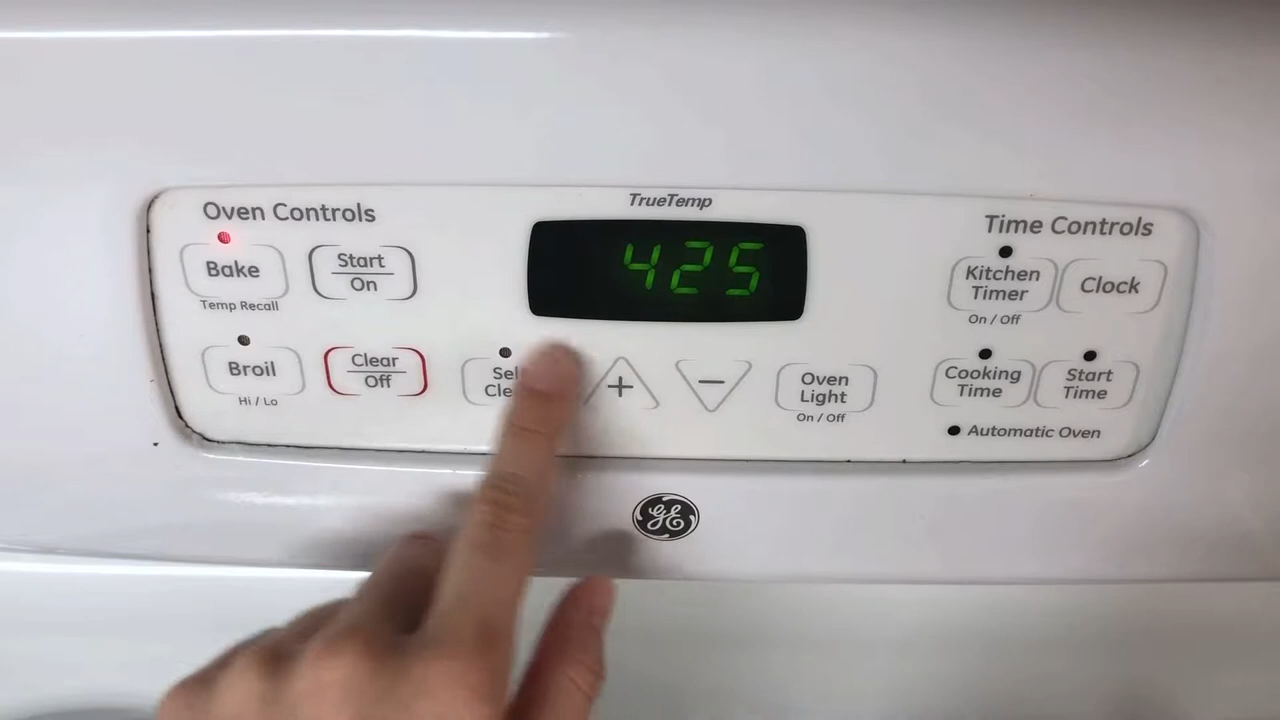 TrueTemp
Oven Controls
Bake
Temp Recall
Start
On
Broil
Hi / Lo
Clear
Off
425
+
−
Oven
Light
On / Off
Time Controls
Kitchen
Timer
On / Off
Clock
Cooking
Time
Start
Time
Automatic Oven
GE